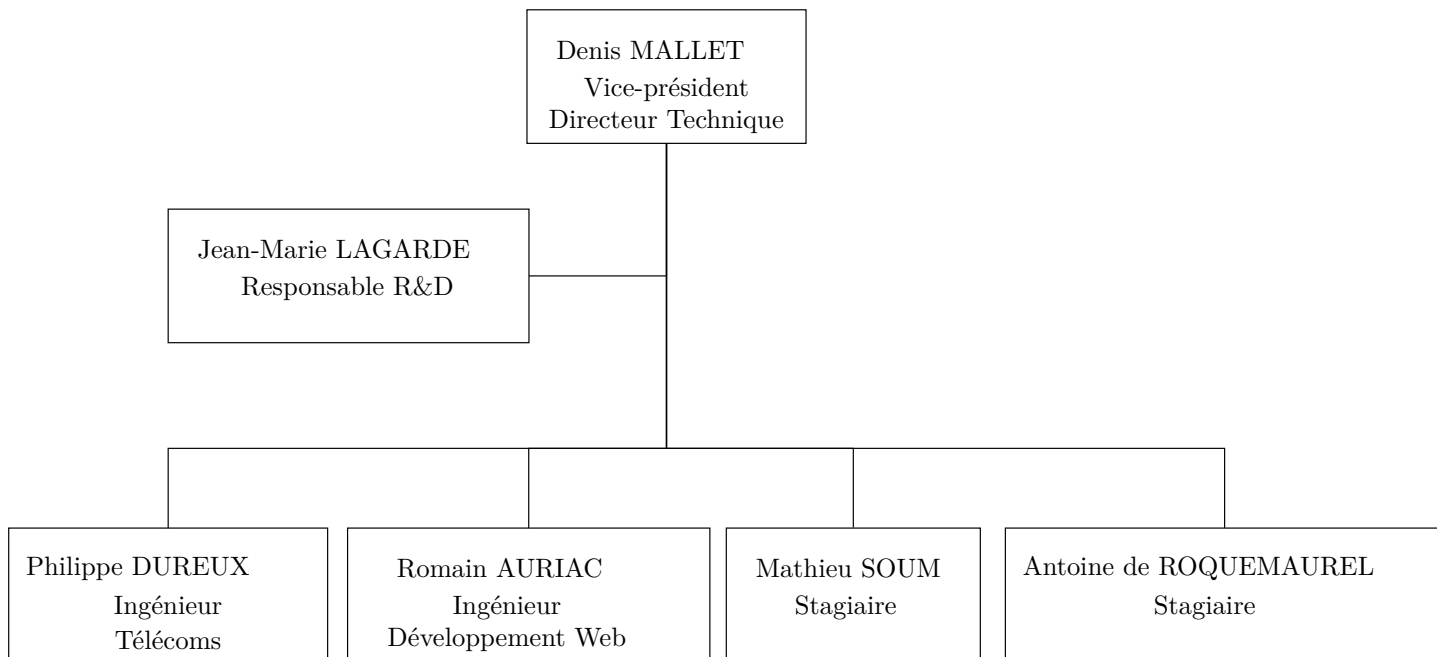 Denis MALLET
Vice-président
Directeur Technique
Jean-Marie LAGARDE
Responsable R&D
Philippe DUREUX
Ingénieur
Télécoms
Romain AURIAC
Ingénieur
Développement Web
Mathieu SOUM
Stagiaire
Antoine de ROQUEMAUREL
Stagiaire